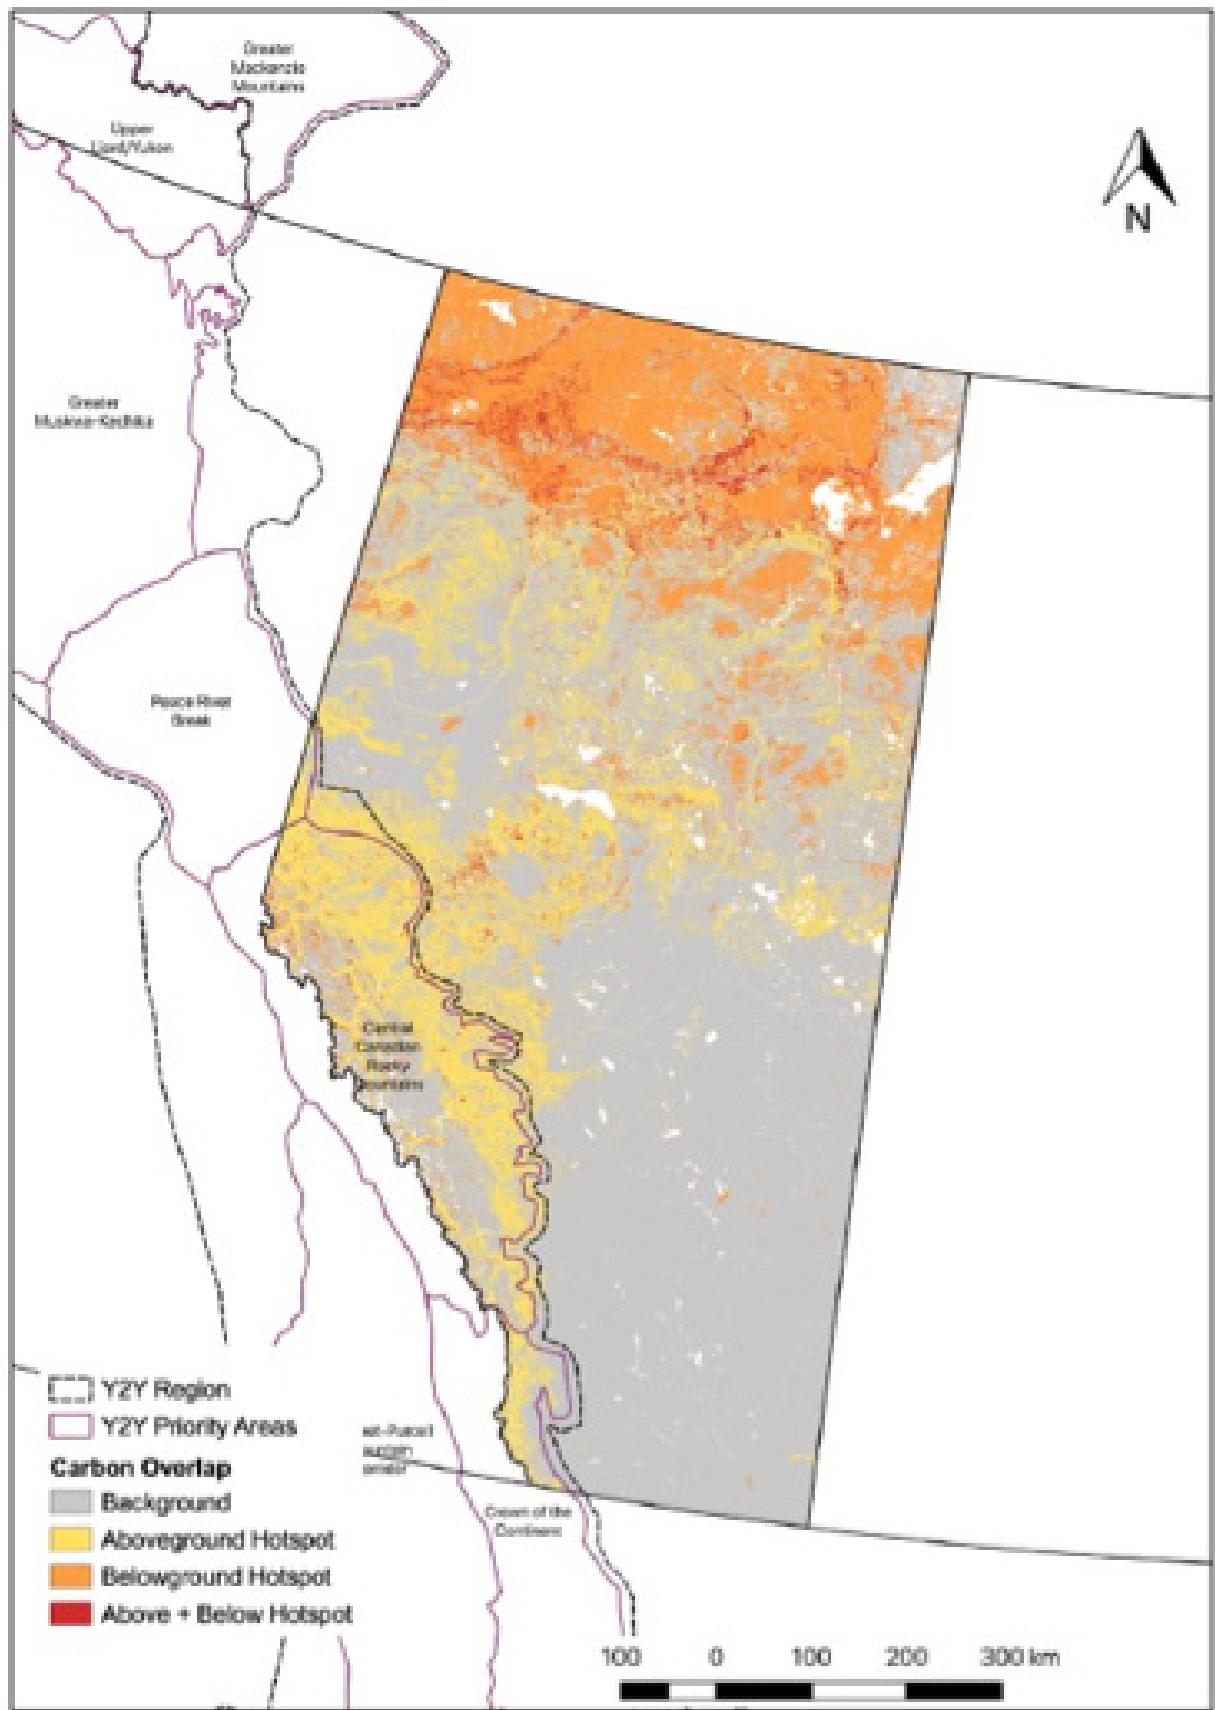 Greater
Mackenzie
Mountains
Upper
Liard/Yukon
N
Greater
Muskwa-Kechika
Peace River
Break
Central
Canadian
Rocky
Mountains
Y2Y Region
Y2Y Priority Areas
Carbon Overlap
Background
Aboveground Hotspot
Belowground Hotspot
Above + Below Hotspot
Crown of the
Continent
100 0 100 200 300 km